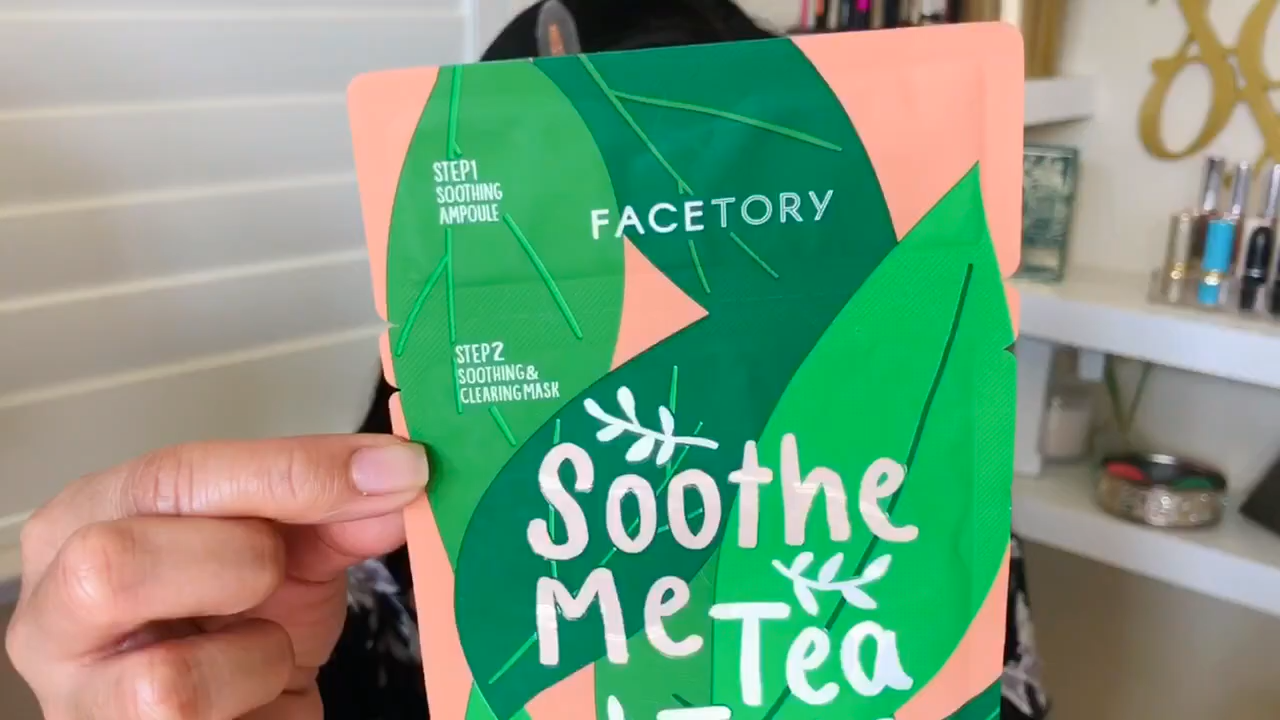 STEP1
SOOTHING
AMPOULE
FACETORY
STEP2
SOOTHING &
CLEARING MASK
Soothe
Me Tea